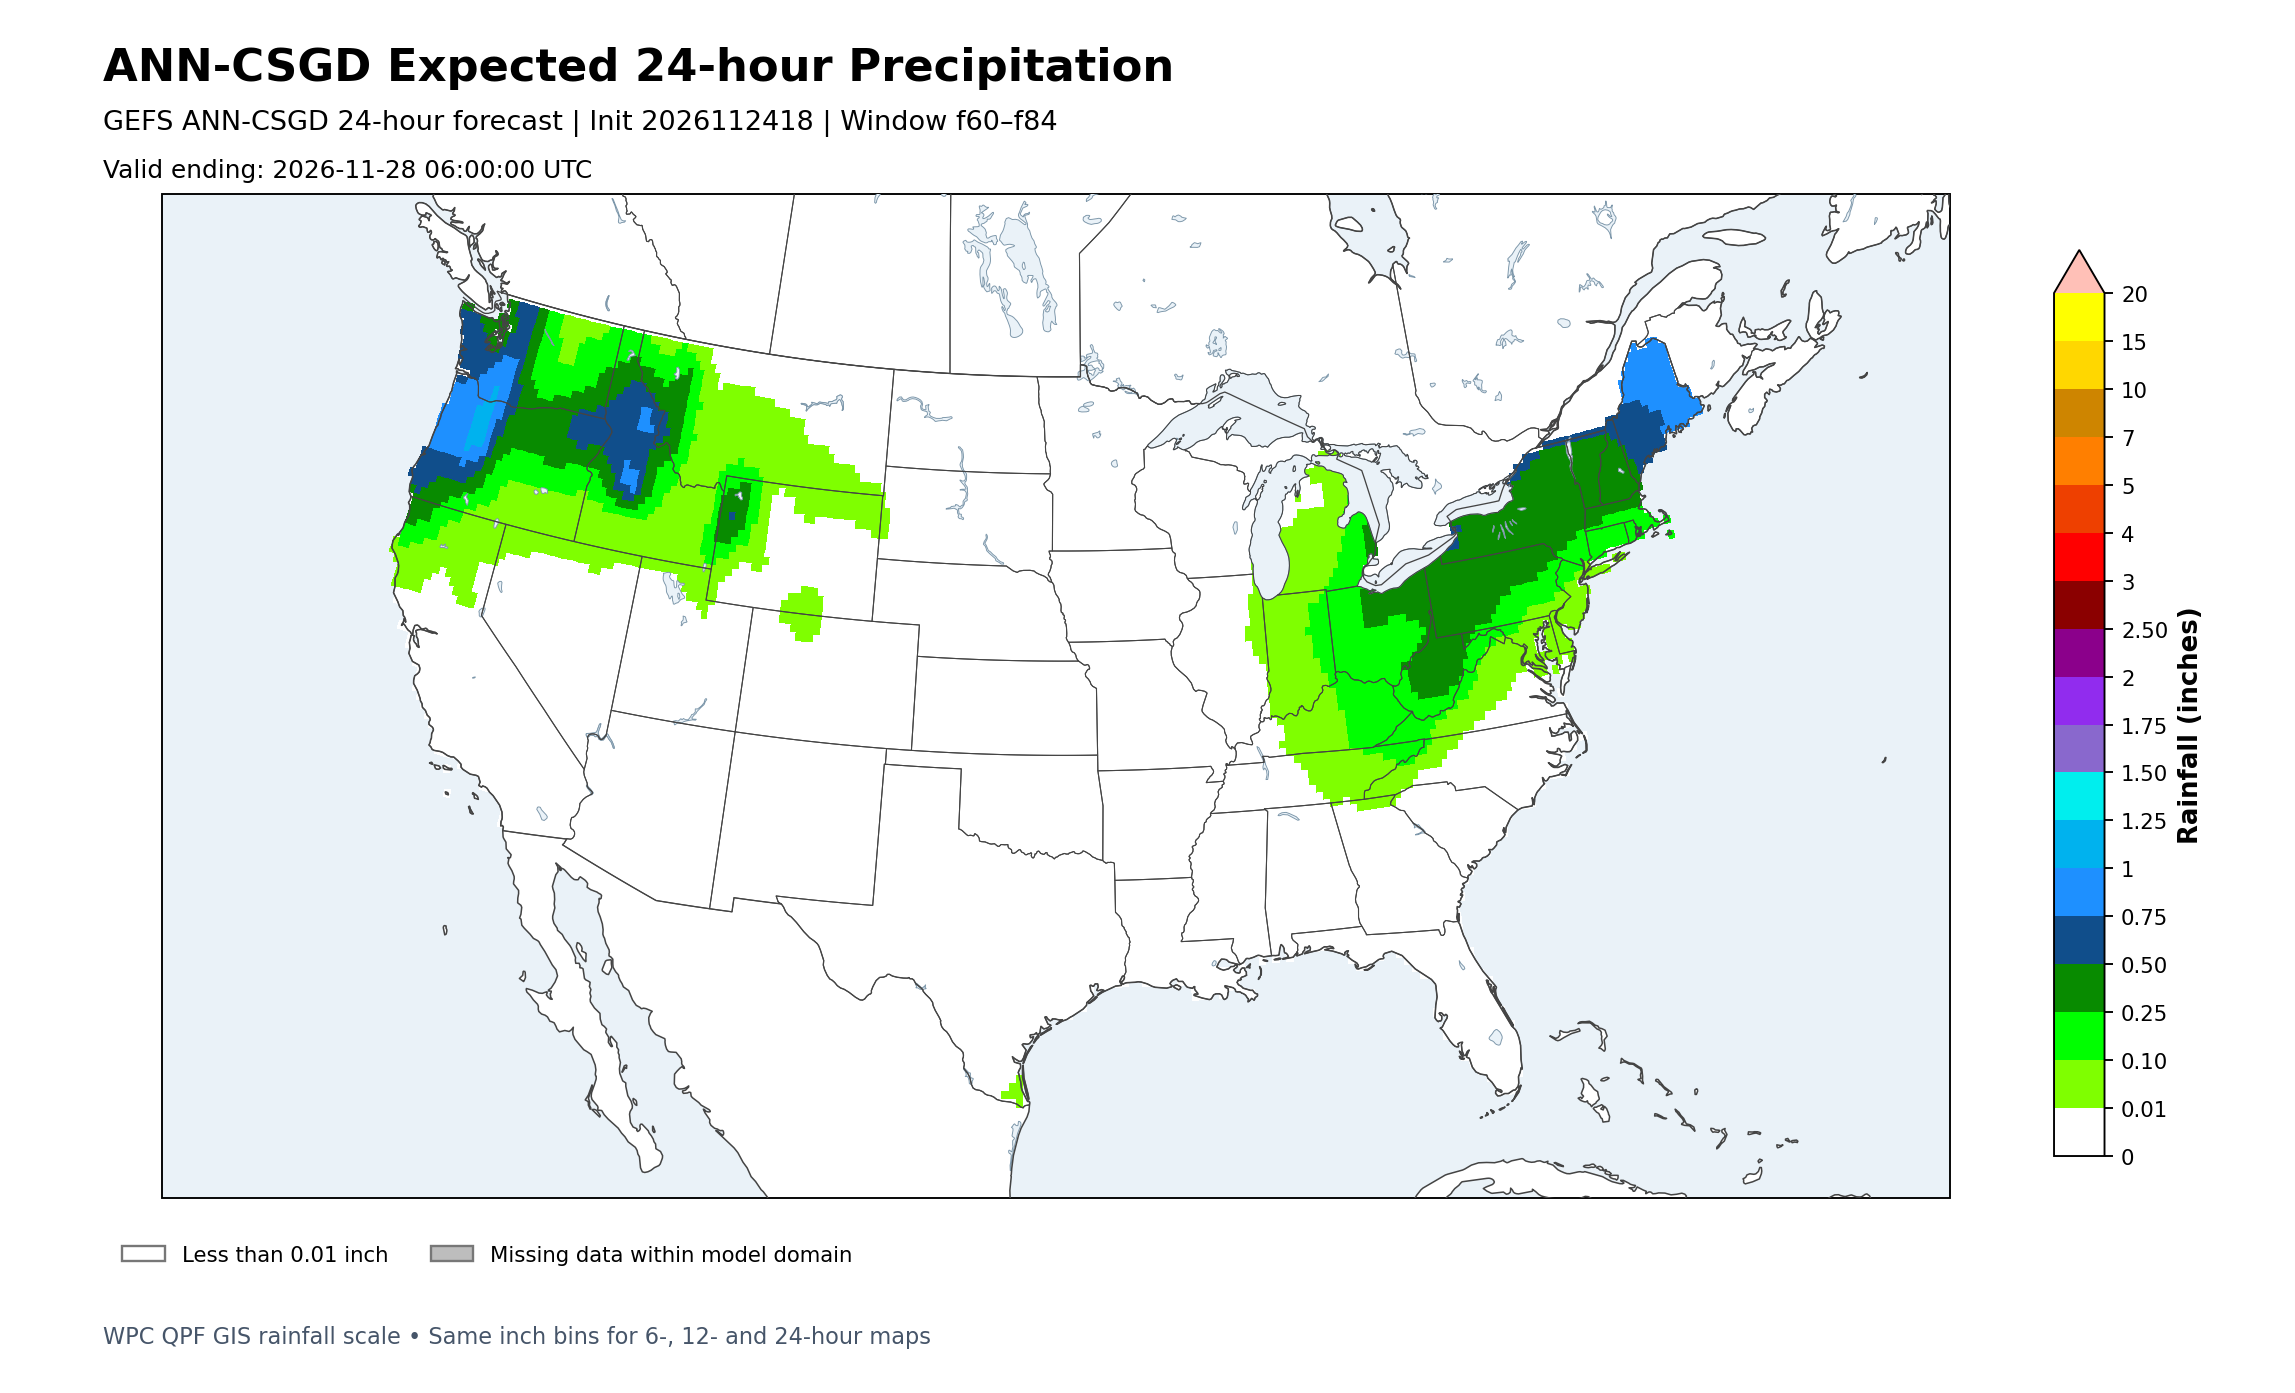 ANN-CSGD Expected 24-hour Precipitation
GEFS ANN-CSGD 24-hour forecast | Init 2026112418 | Window f60–f84
Valid ending: 2026-11-28 06:00:00 UTC
20
15
10
7
5
4
3
2.50
2
1.75
1.50
1.25
1
0.75
0.50
0.25
0.10
0.01
0
Rainfall (inches)
Less than 0.01 inch
Missing data within model domain
WPC QPF GIS rainfall scale • Same inch bins for 6-, 12- and 24-hour maps